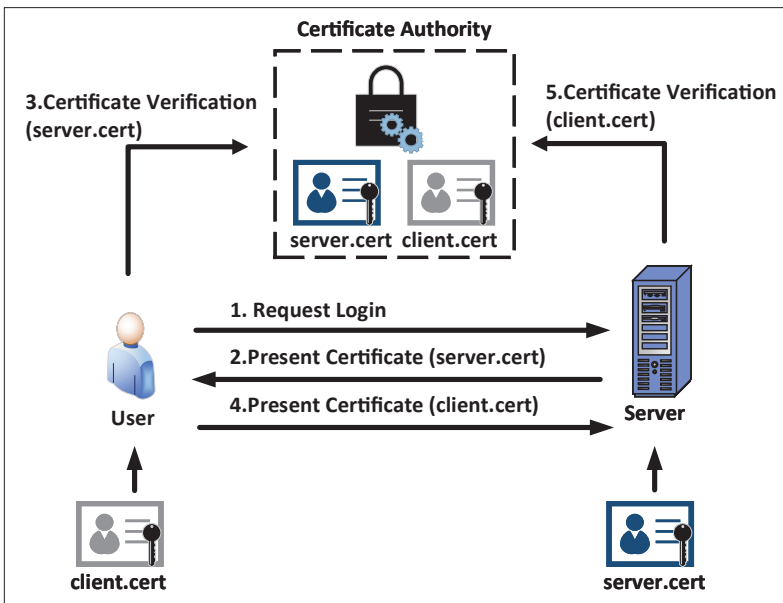 Certificate Authority
3.Certificate Verification
(server.cert)
5.Certificate Verification
(client.cert)
server.cert
client.cert
1. Request Login
2.Present Certificate (server.cert)
4.Present Certificate (client.cert)
User
Server
client.cert
server.cert